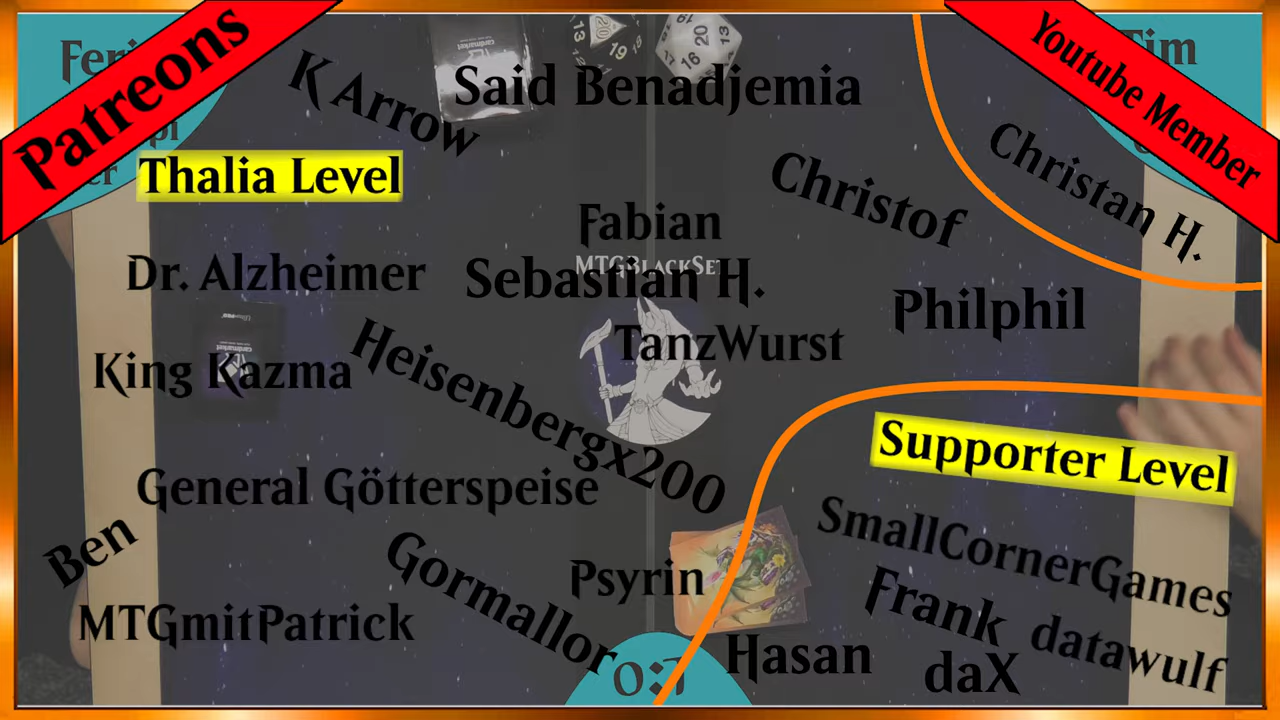 Patreons
Youtube Member
Tim
K Arrow
Said Benadjemia
Christan H.
Thalia Level
Christof
Fabian
MTGBlackSet
Dr. Alzheimer
Sebastian H.
Philphil
TanzWurst
King Kazma
Heisenbergx200
Supporter Level
General Götterspeise
SmallCornerGames
Ben
Gormallor
Psyrin
Frank
MTGmitPatrick
datawulf
Hasan
daX